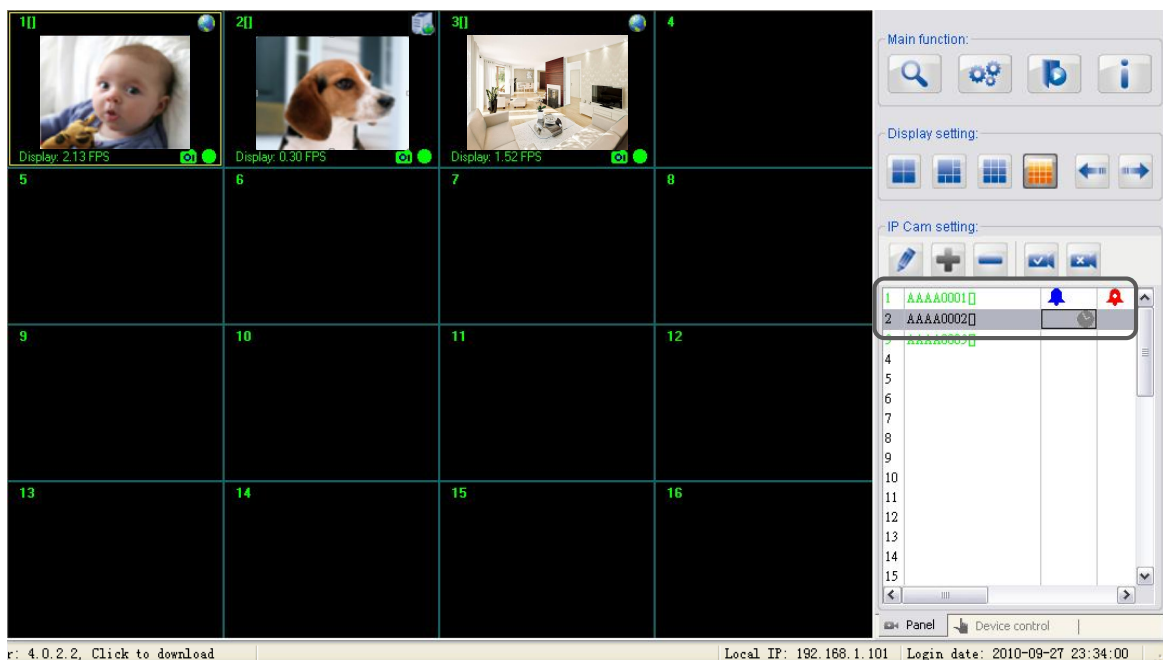 1[]
2[]
3[]
4
Display: 2.13 FPS
Display: 0.30 FPS
Display: 1.52 FPS
5
6
7
8
9
10
11
12
13
14
15
16
Main function:
Display setting:
IP Cam setting:
1 AAAA0001[]
2 AAAA0002[]
3 AAAA0003[]
4
5
6
7
8
9
10
11
12
13
14
15
Panel
Device control
r: 4.0.2.2, Click to download
Local IP: 192.168.1.101
Login date: 2010-09-27 23:34:00